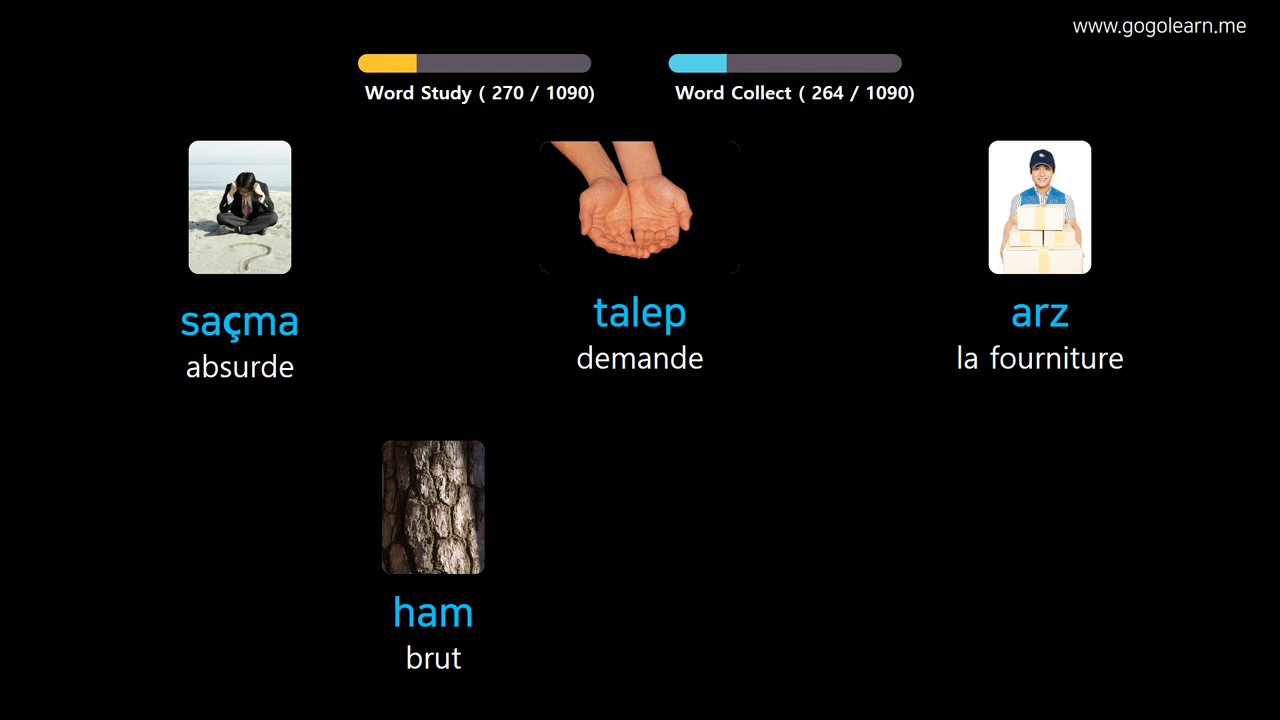 www.gogolearn.me
Word Study ( 270 / 1090)
Word Collect ( 264 / 1090)
saçma
absurde
talep
demande
arz
la fourniture
ham
brut